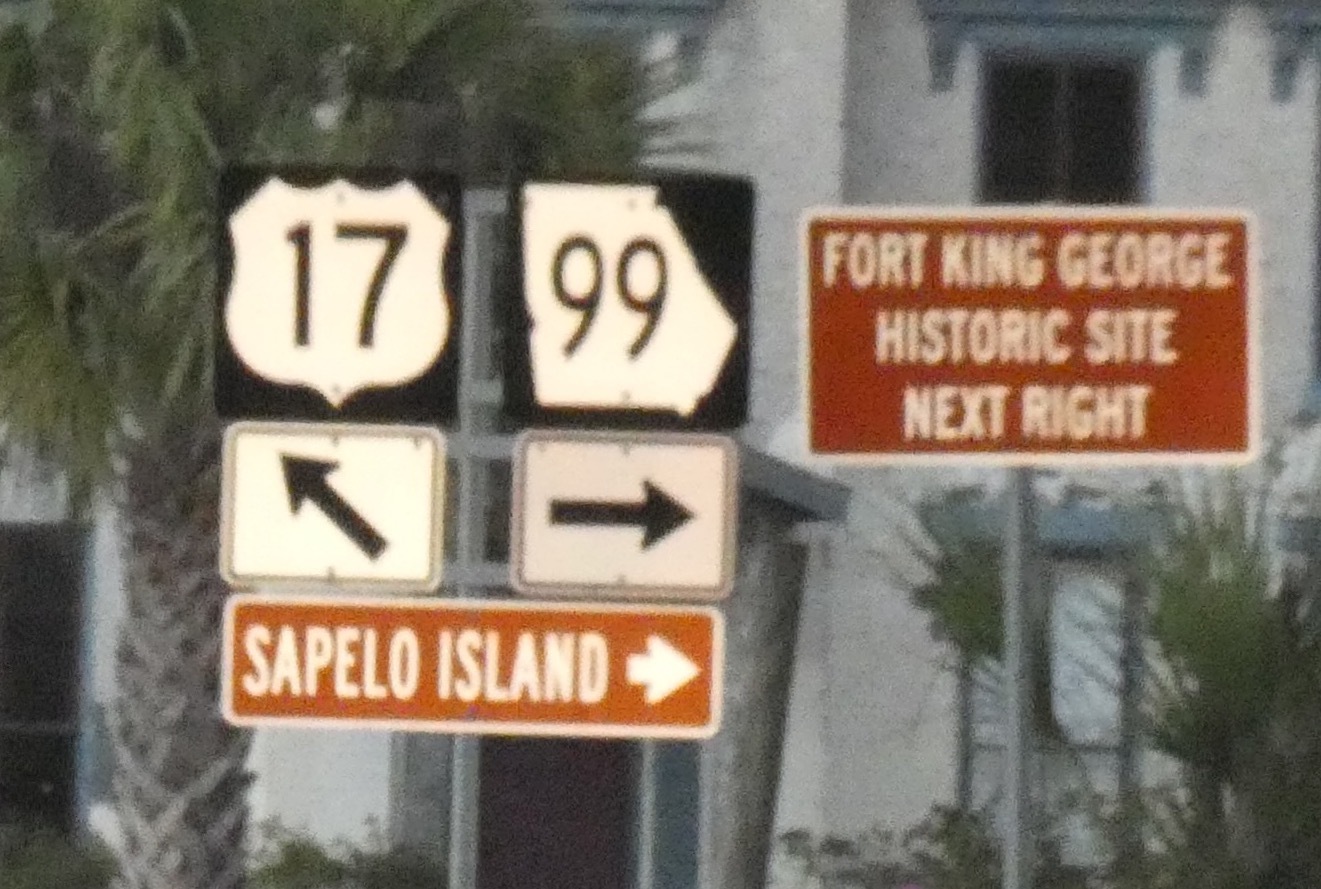 17
99
SAPELO ISLAND
FORT KING GEORGE
HISTORIC SITE
NEXT RIGHT